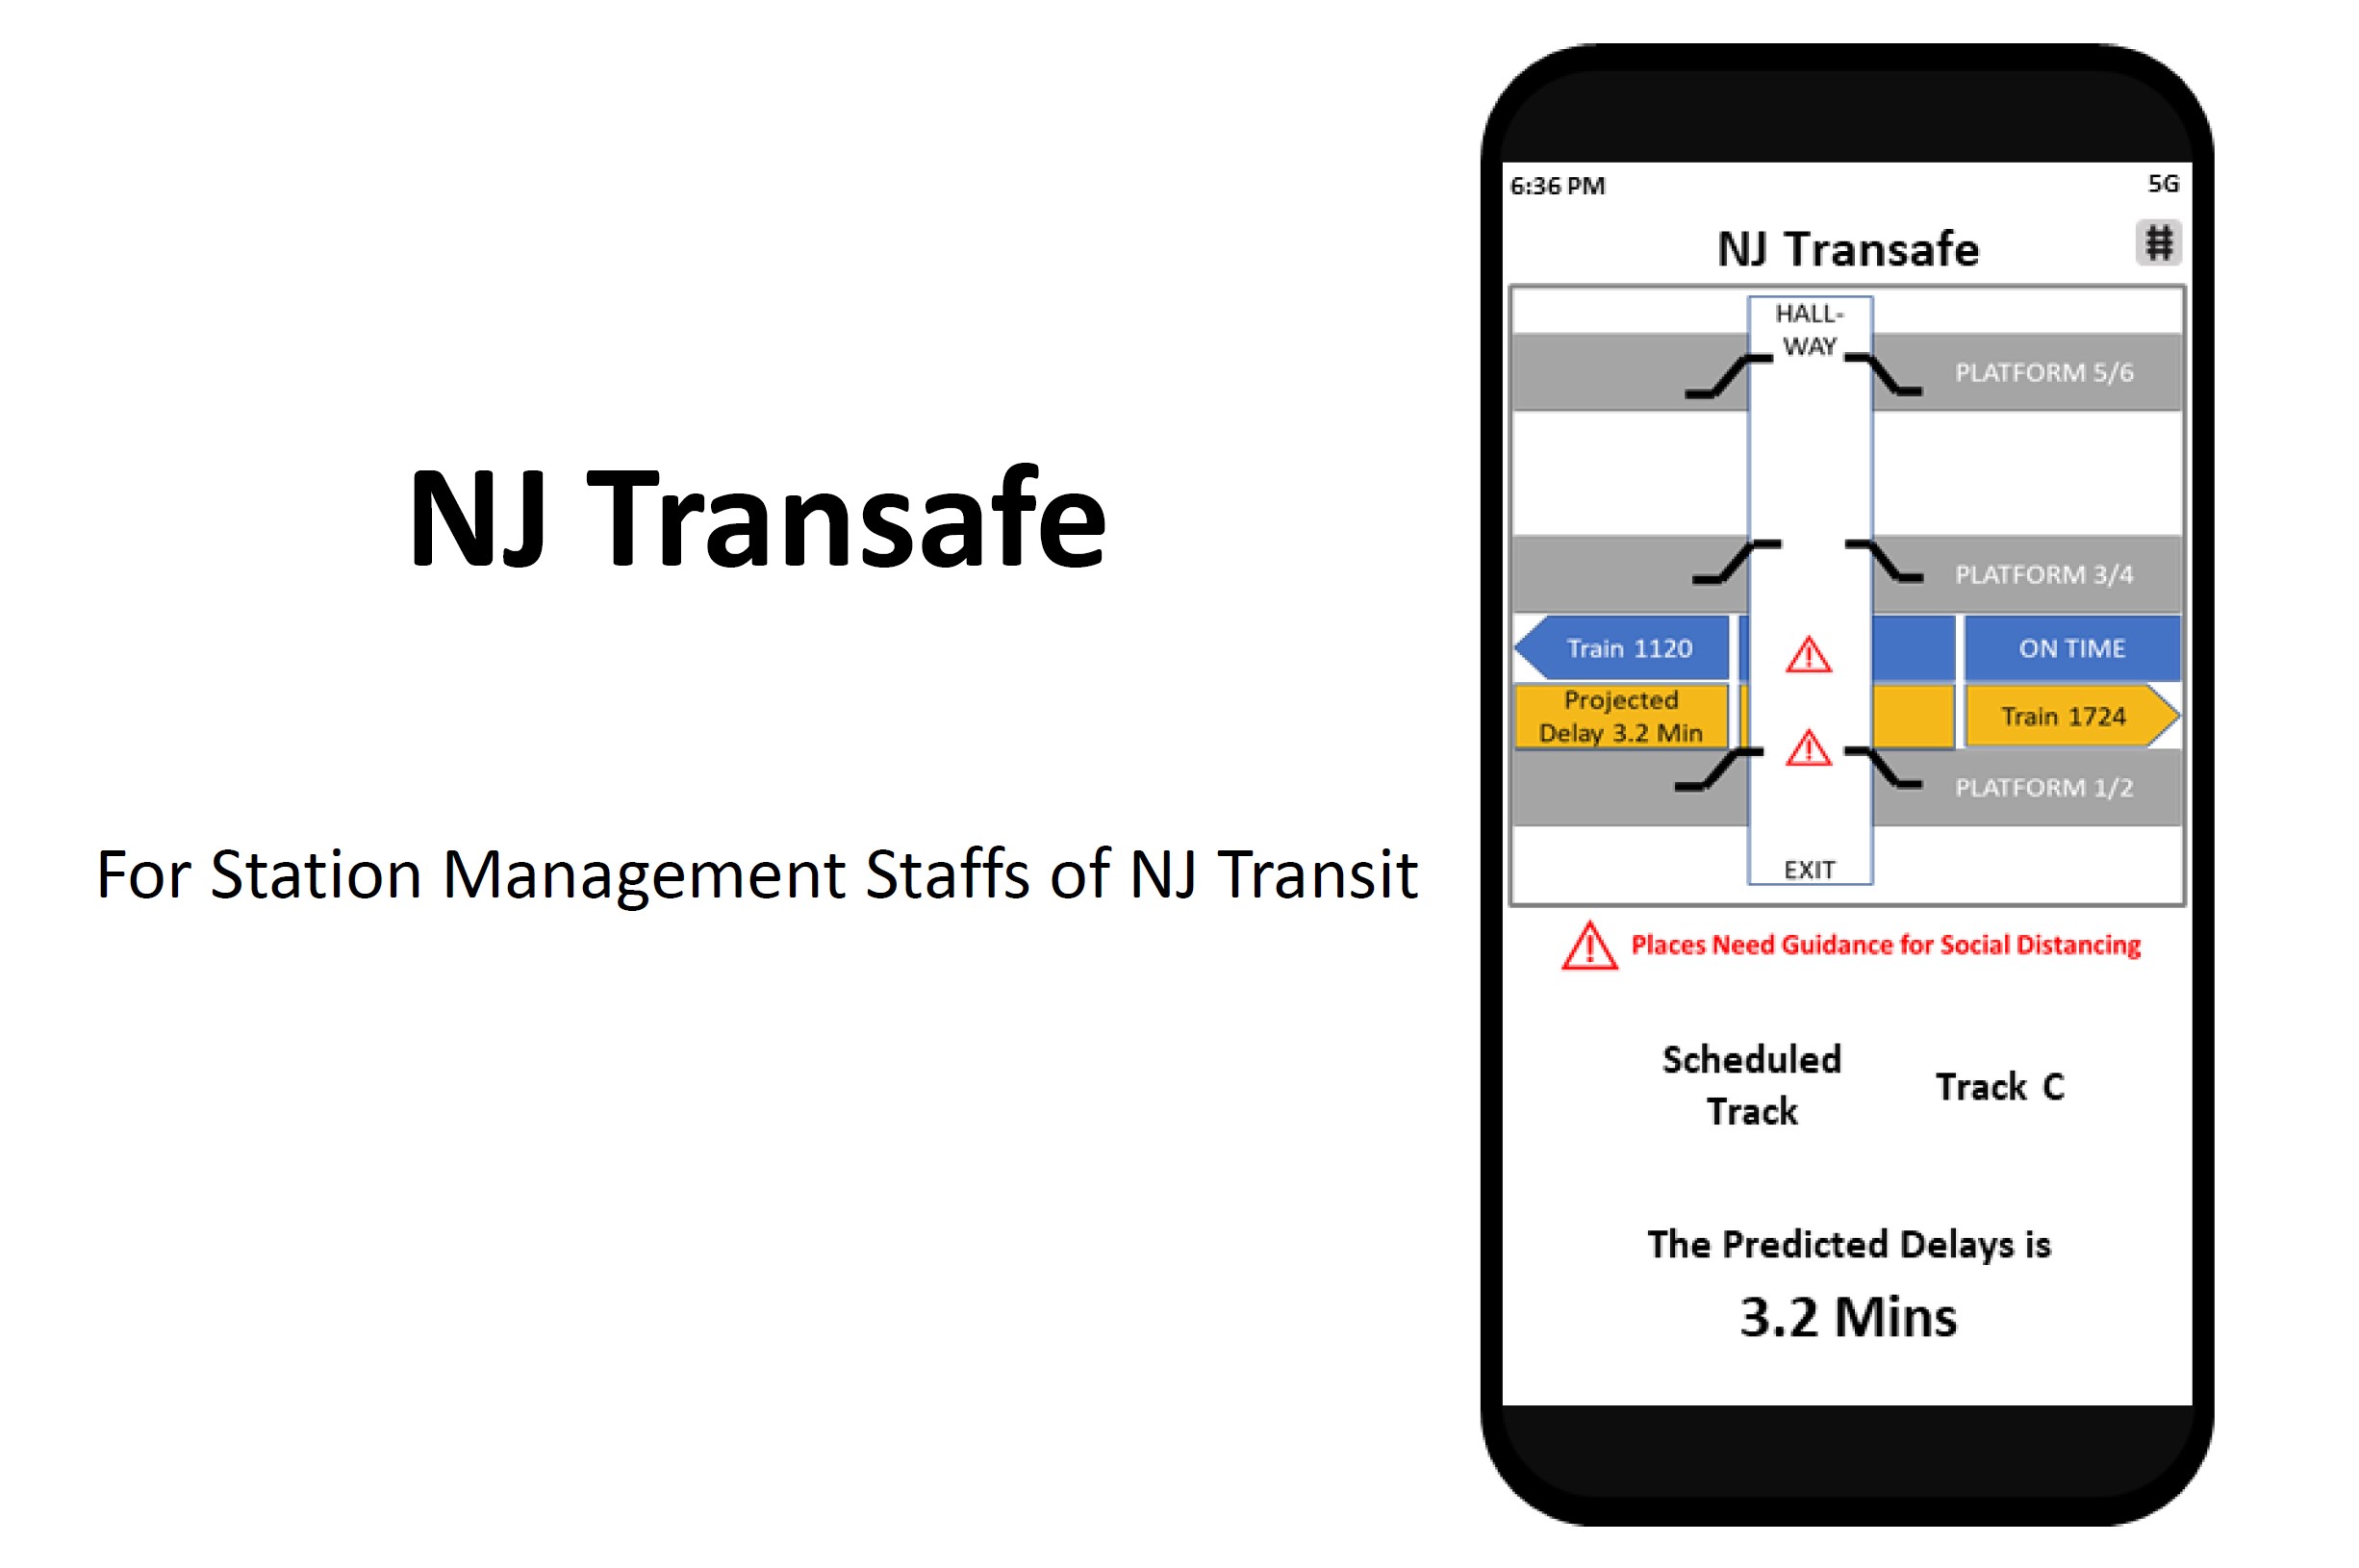 NJ Transafe
For Station Management Staffs of NJ Transit
6:36 PM
5G
NJ Transafe
#
HALL-
WAY
PLATFORM 5/6
PLATFORM 3/4
Train 1120
ON TIME
Projected
Delay 3.2 Min
Train 1724
PLATFORM 1/2
EXIT
Places Need Guidance for Social Distancing
Scheduled
Track
Track C
The Predicted Delays is
3.2 Mins